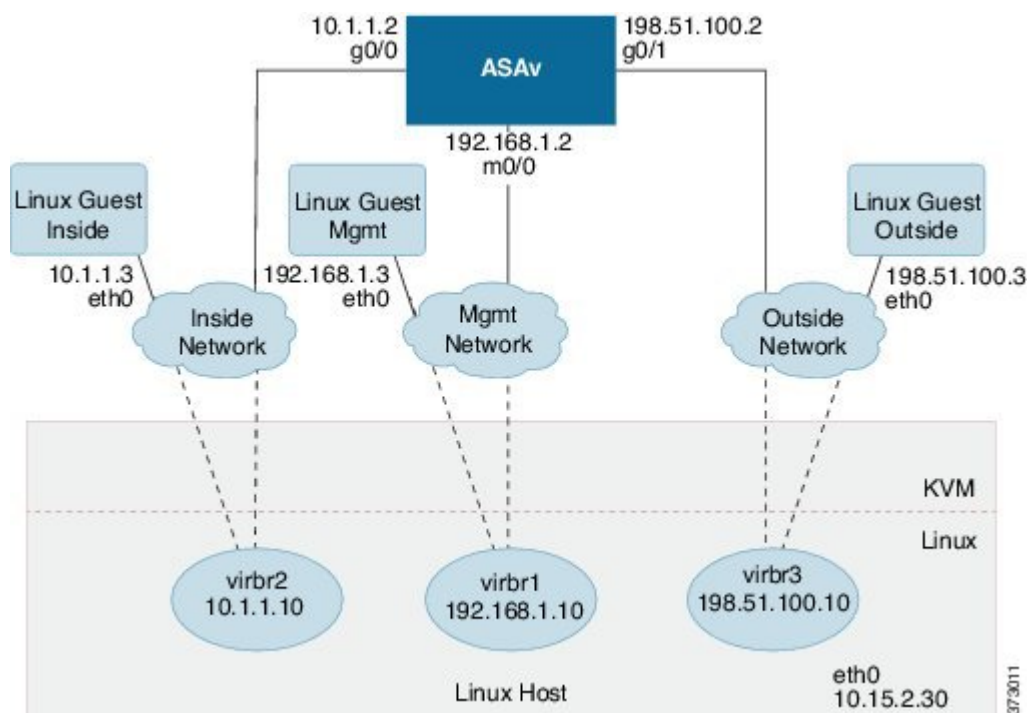 10.1.1.2
g0/0
ASAv
198.51.100.2
g0/1
192.168.1.2
m0/0
Linux Guest
Inside
Linux Guest
Mgmt
Linux Guest
Outside
10.1.1.3
eth0
192.168.1.3
eth0
198.51.100.3
eth0
Inside
Network
Mgmt
Network
Outside
Network
KVM
Linux
virbr2
10.1.1.10
virbr1
192.168.1.10
virbr3
198.51.100.10
Linux Host
eth0
10.15.2.30
373011